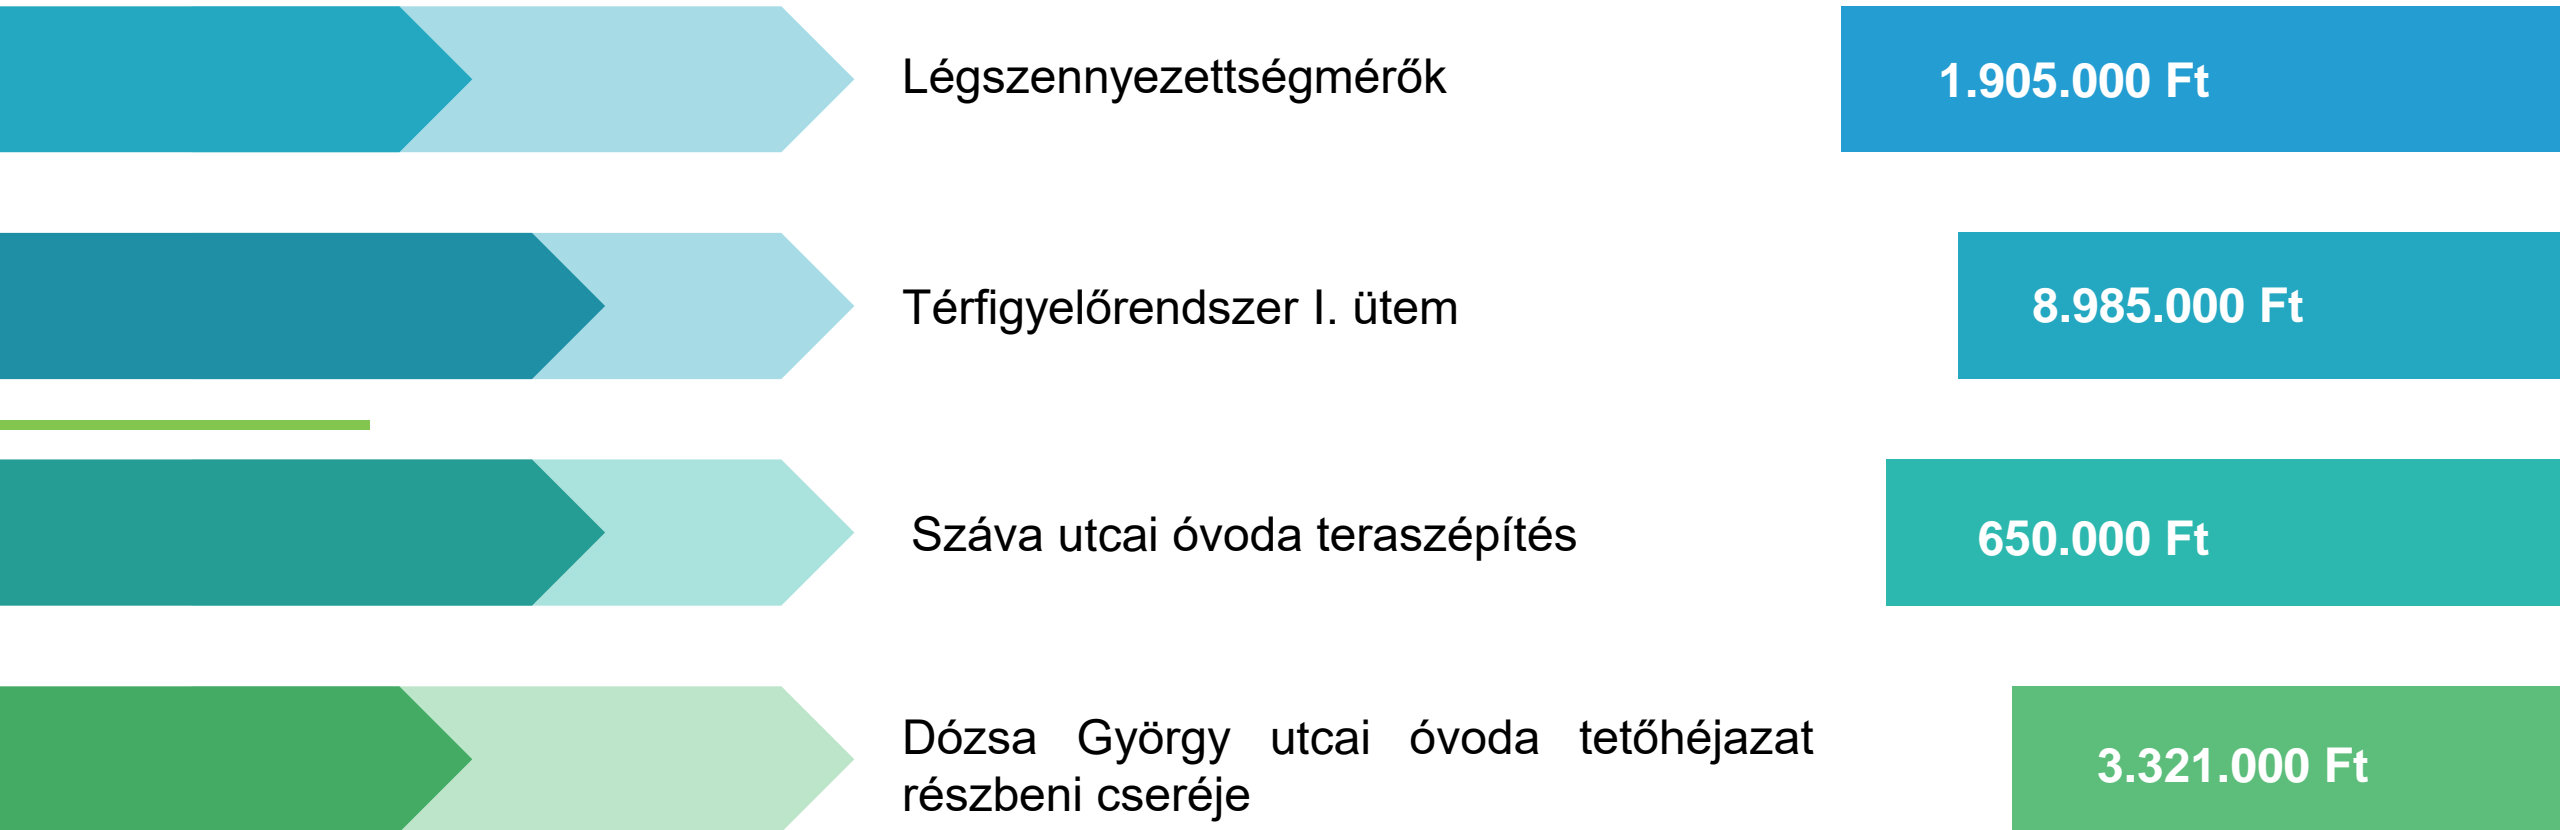 Légszennyezettségmérők
1.905.000 Ft
Térfigyelőrendszer I. ütem
8.985.000 Ft
Száva utcai óvoda teraszépítés
650.000 Ft
Dózsa György utcai óvoda tetőhéjazat
részbeni cseréje
3.321.000 Ft